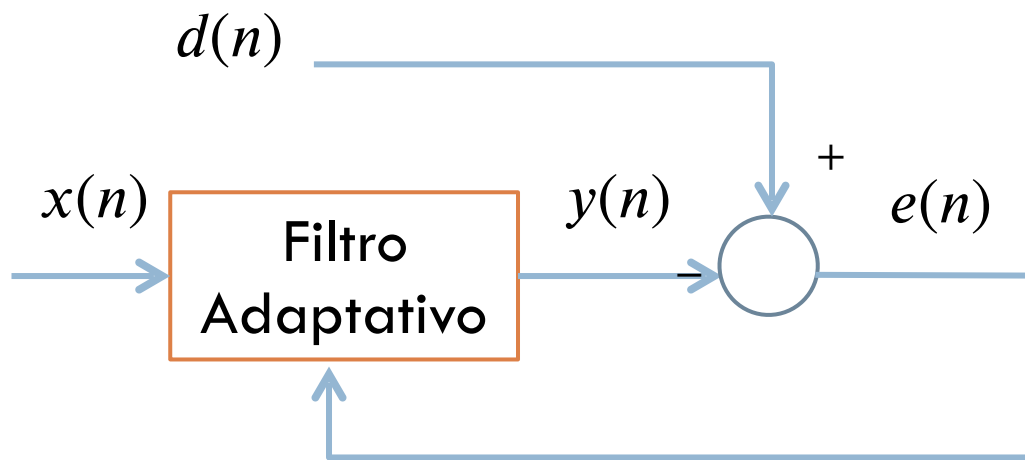 d(n)
+
x(n)
Filtro
Adaptativo
y(n)
−
e(n)